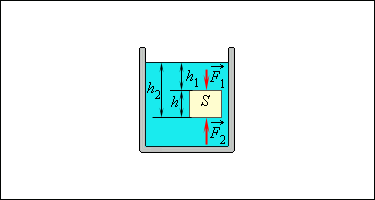 h₁ F₁
h₂ h S
F₂